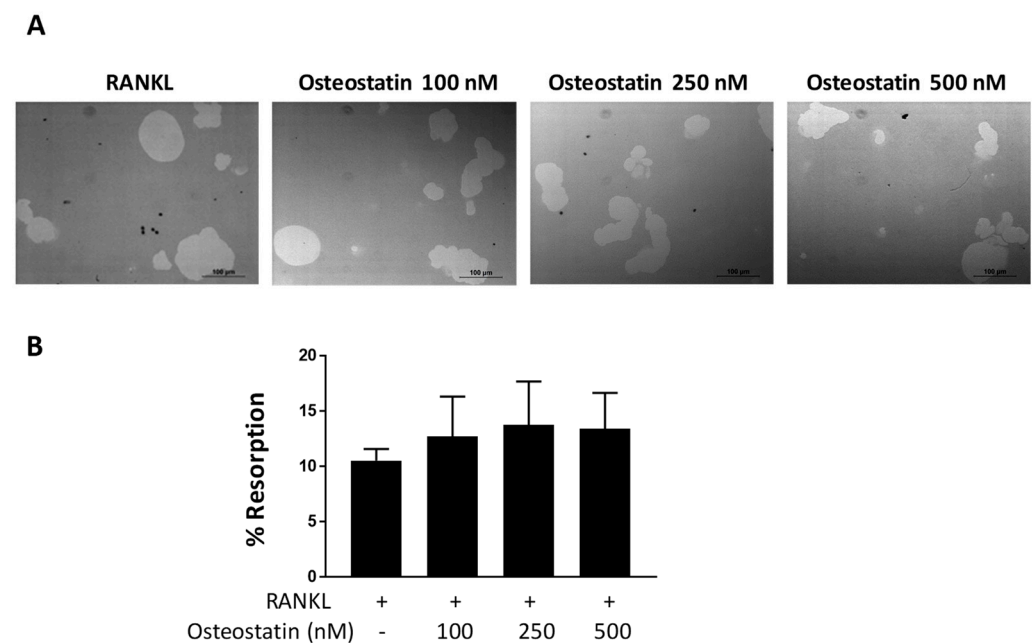 A
RANKL Osteostatin 100 nM Osteostatin 250 nM Osteostatin 500 nM
100 µm 100 µm 100 µm 100 µm
B
20
15
10
5
0
% Resorption
RANKL + + + +
Osteostatin (nM) - 100 250 500